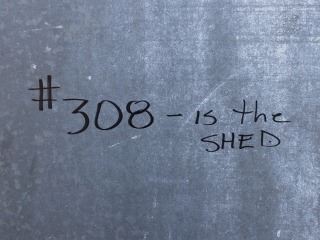 #308 - is the
SHED